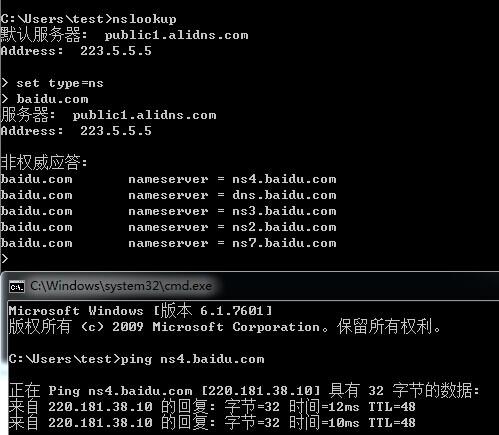 C:\Users\test>nslookup
默认服务器:  public1.alidns.com
Address:  223.5.5.5
> set type=ns
> baidu.com
服务器:  public1.alidns.com
Address:  223.5.5.5
非权威应答:
baidu.com       nameserver = ns4.baidu.com
baidu.com       nameserver = dns.baidu.com
baidu.com       nameserver = ns3.baidu.com
baidu.com       nameserver = ns2.baidu.com
baidu.com       nameserver = ns7.baidu.com
>
C:\Windows\system32\cmd.exe
Microsoft Windows [版本 6.1.7601]
版权所有 (c) 2009 Microsoft Corporation。保留所有权利。
C:\Users\test>ping ns4.baidu.com
正在 Ping ns4.baidu.com [220.181.38.10] 具有 32 字节的数据:
来自 220.181.38.10 的回复: 字节=32 时间=12ms TTL=48
来自 220.181.38.10 的回复: 字节=32 时间=10ms TTL=48